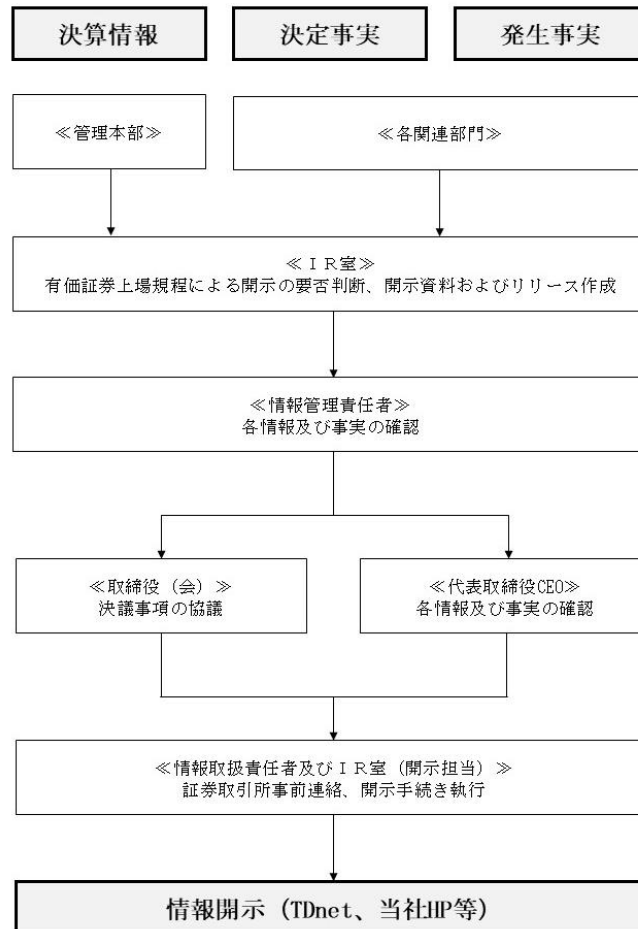 決算情報
決定事実
発生事実
≪管理本部≫
≪各関連部門≫
≪ＩＲ室≫
有価証券上場規程による開示の要否判断、開示資料およびリリース作成
≪情報管理責任者≫
各情報及び事実の確認
≪取締役（会）≫
決議事項の協議
≪代表取締役CEO≫
各情報及び事実の確認
≪情報取扱責任者及びＩＲ室（開示担当）≫
証券取引所事前連絡、開示手続き執行
情報開示（TDnet、当社HP等）